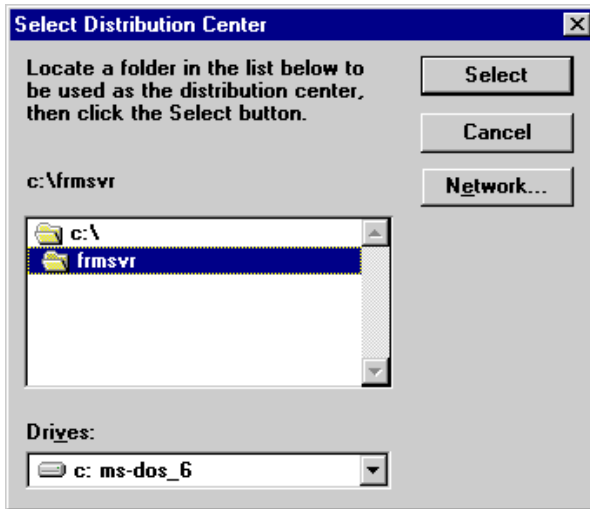 Select Distribution Center
Locate a folder in the list below to
be used as the distribution center,
then click the Select button.
Select
Cancel
Network...
c:\frmsvr
c:\
frmsvr
Drives:
c: ms-dos_6